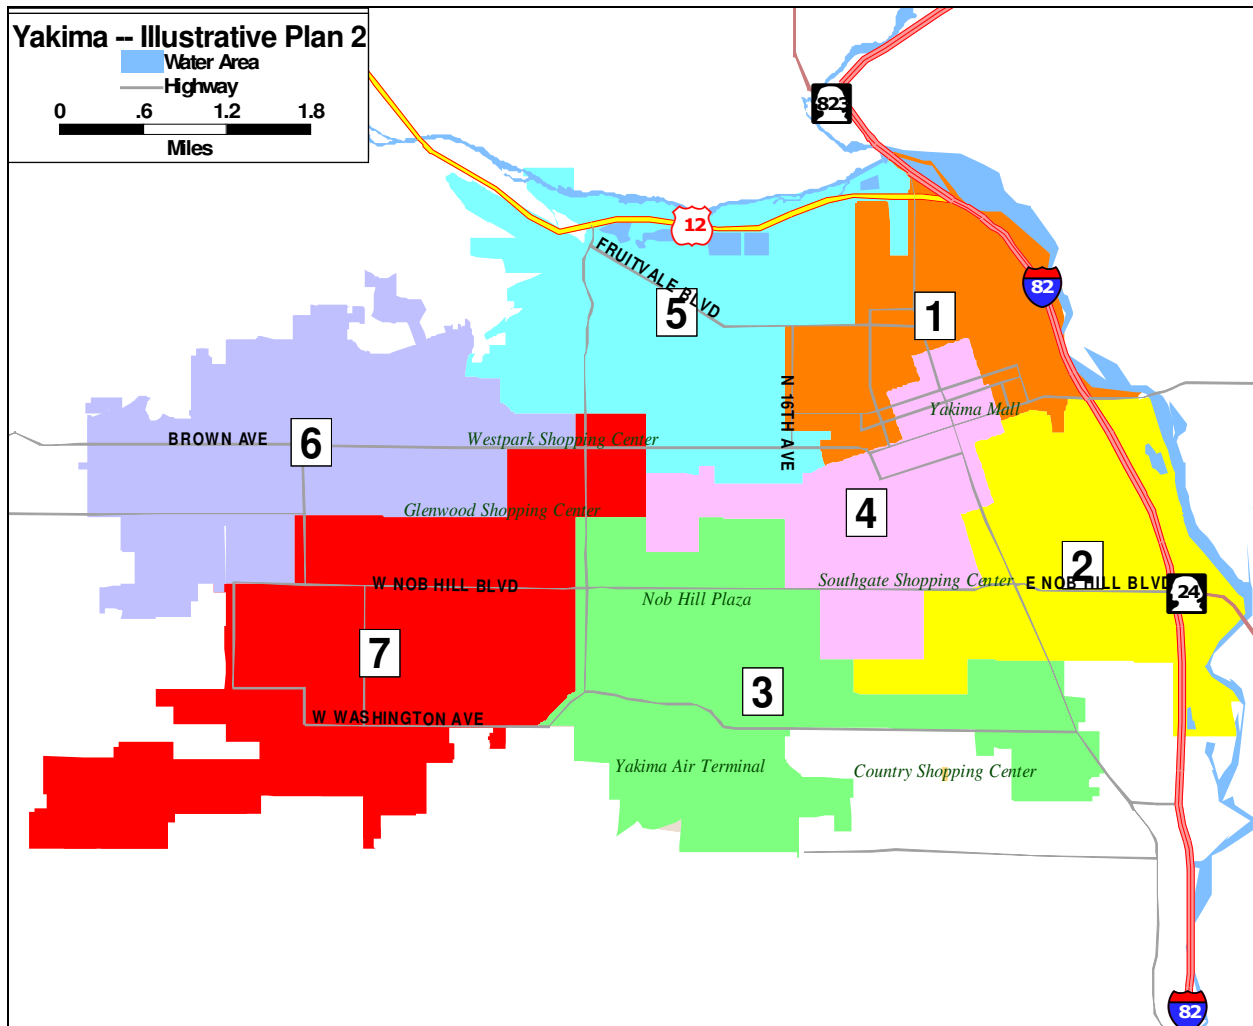 Yakima -- Illustrative Plan 2
Water Area
Highway
0 .6 1.2 1.8
Miles
823
12
FRUITVALE BLVD
82
5
1
N 16TH AVE
Yakima Mall
BROWN AVE
6
Westpark Shopping Center
Glenwood Shopping Center
4
2
W NOB HILL BLVD
Southgate Shopping Center
E NOB HILL BLVD
24
Nob Hill Plaza
7
3
W WASHINGTON AVE
Yakima Air Terminal
Country Shopping Center
82